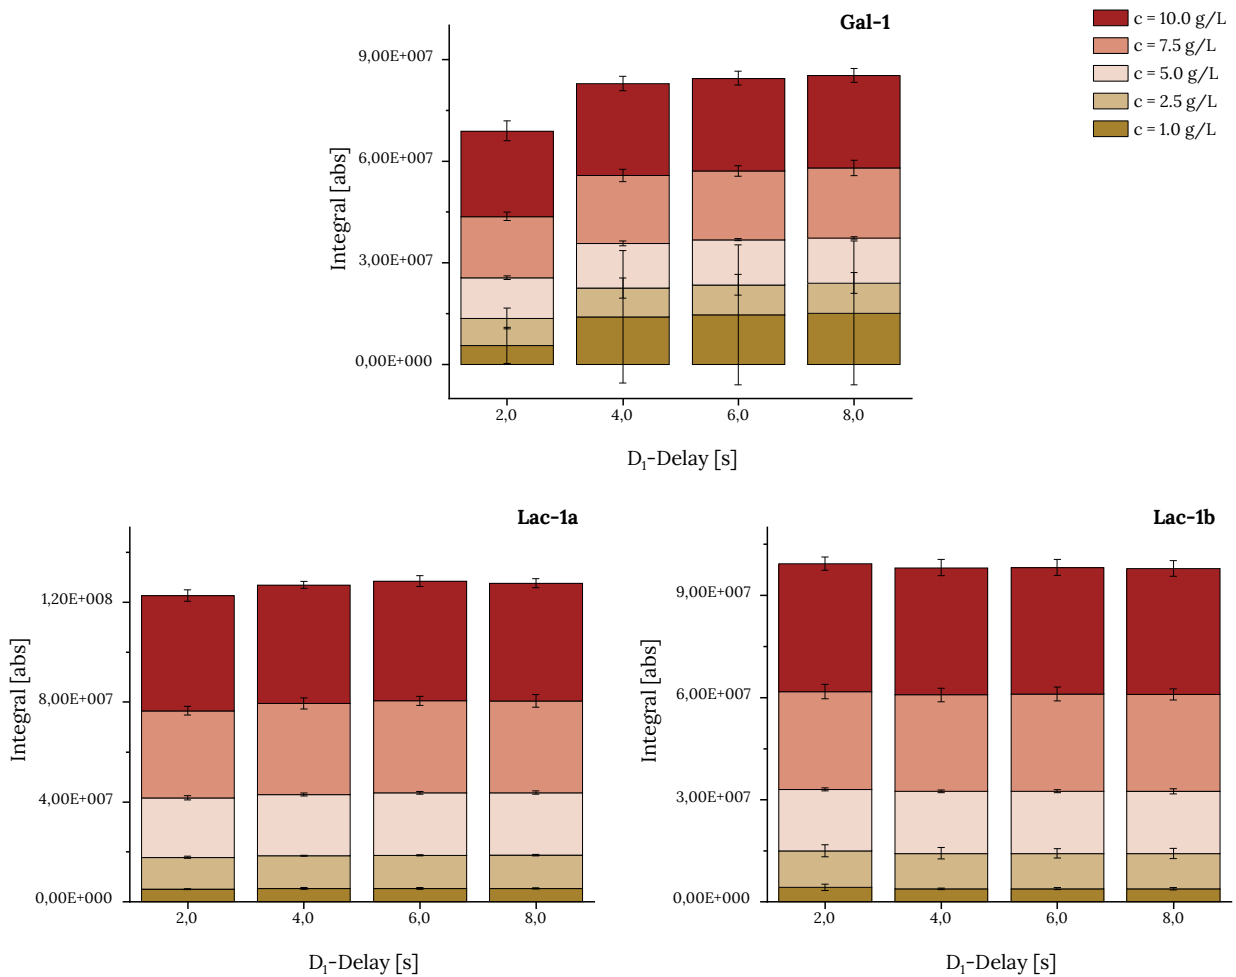 Gal-1
c = 10.0 g/L
c = 7.5 g/L
c = 5.0 g/L
c = 2.5 g/L
c = 1.0 g/L
Integral [abs]
9,00E+007
6,00E+007
3,00E+007
0,00E+000
2,0 4,0 6,0 8,0
D₁-Delay [s]
Lac-1a
Integral [abs]
1,20E+008
8,00E+007
4,00E+007
0,00E+000
2,0 4,0 6,0 8,0
D₁-Delay [s]
Lac-1b
Integral [abs]
9,00E+007
6,00E+007
3,00E+007
0,00E+000
2,0 4,0 6,0 8,0
D₁-Delay [s]